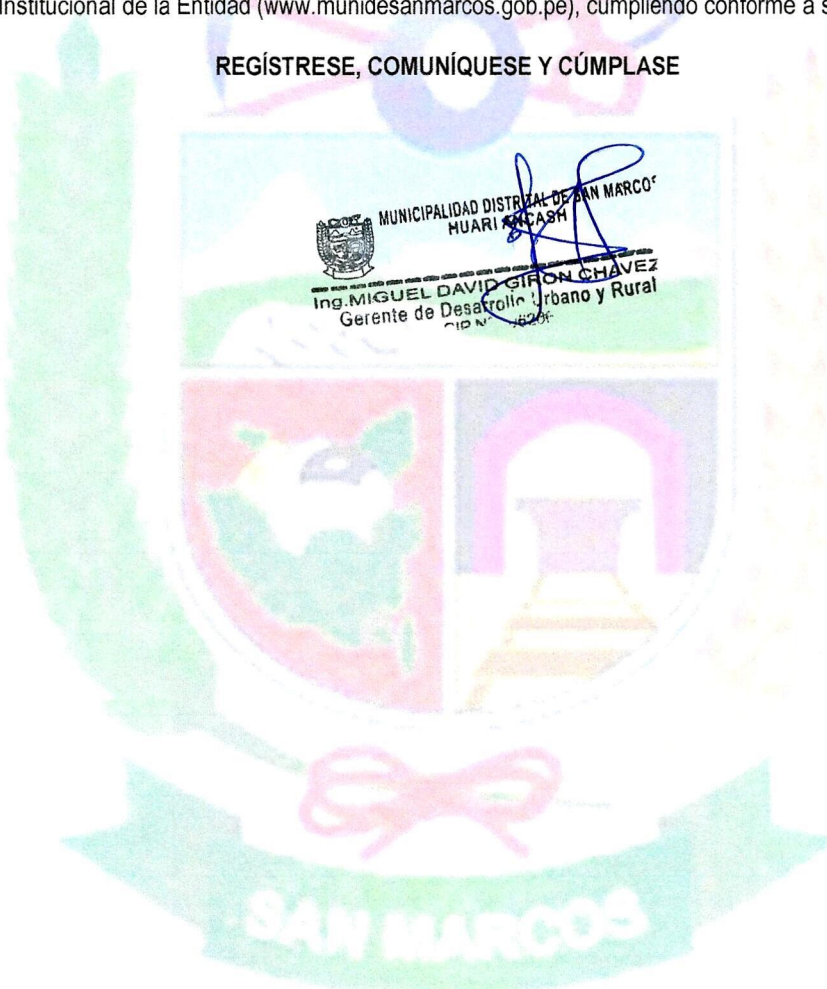 Institucional de la Entidad (www.munidesanmarcos.gob.pe), cumpliendo conforme a s
REGÍSTRESE, COMUNÍQUESE Y CÚMPLASE
MUNICIPALIDAD DISTRITAL DE SAN MARCOS
HUARI ANCASH
Ing.MIGUEL DAVID GIRON CHAVEZ
Gerente de Desarrollo Urbano y Rural
CIP N°
SAN MARCOS